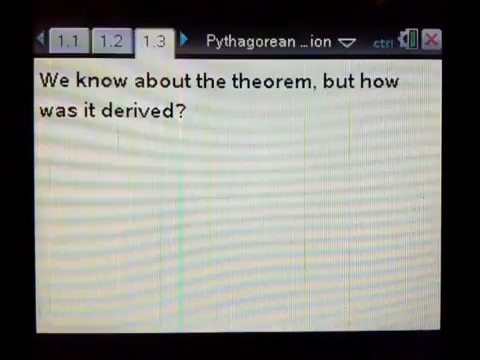 1.1 1.2 1.3 Pythagorean ...ion ctrl
We know about the theorem, but how
was it derived?